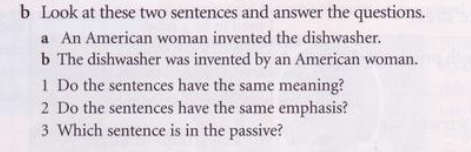 b Look at these two sentences and answer the questions.
a An American woman invented the dishwasher.
b The dishwasher was invented by an American woman.
1 Do the sentences have the same meaning?
2 Do the sentences have the same emphasis?
3 Which sentence is in the passive?